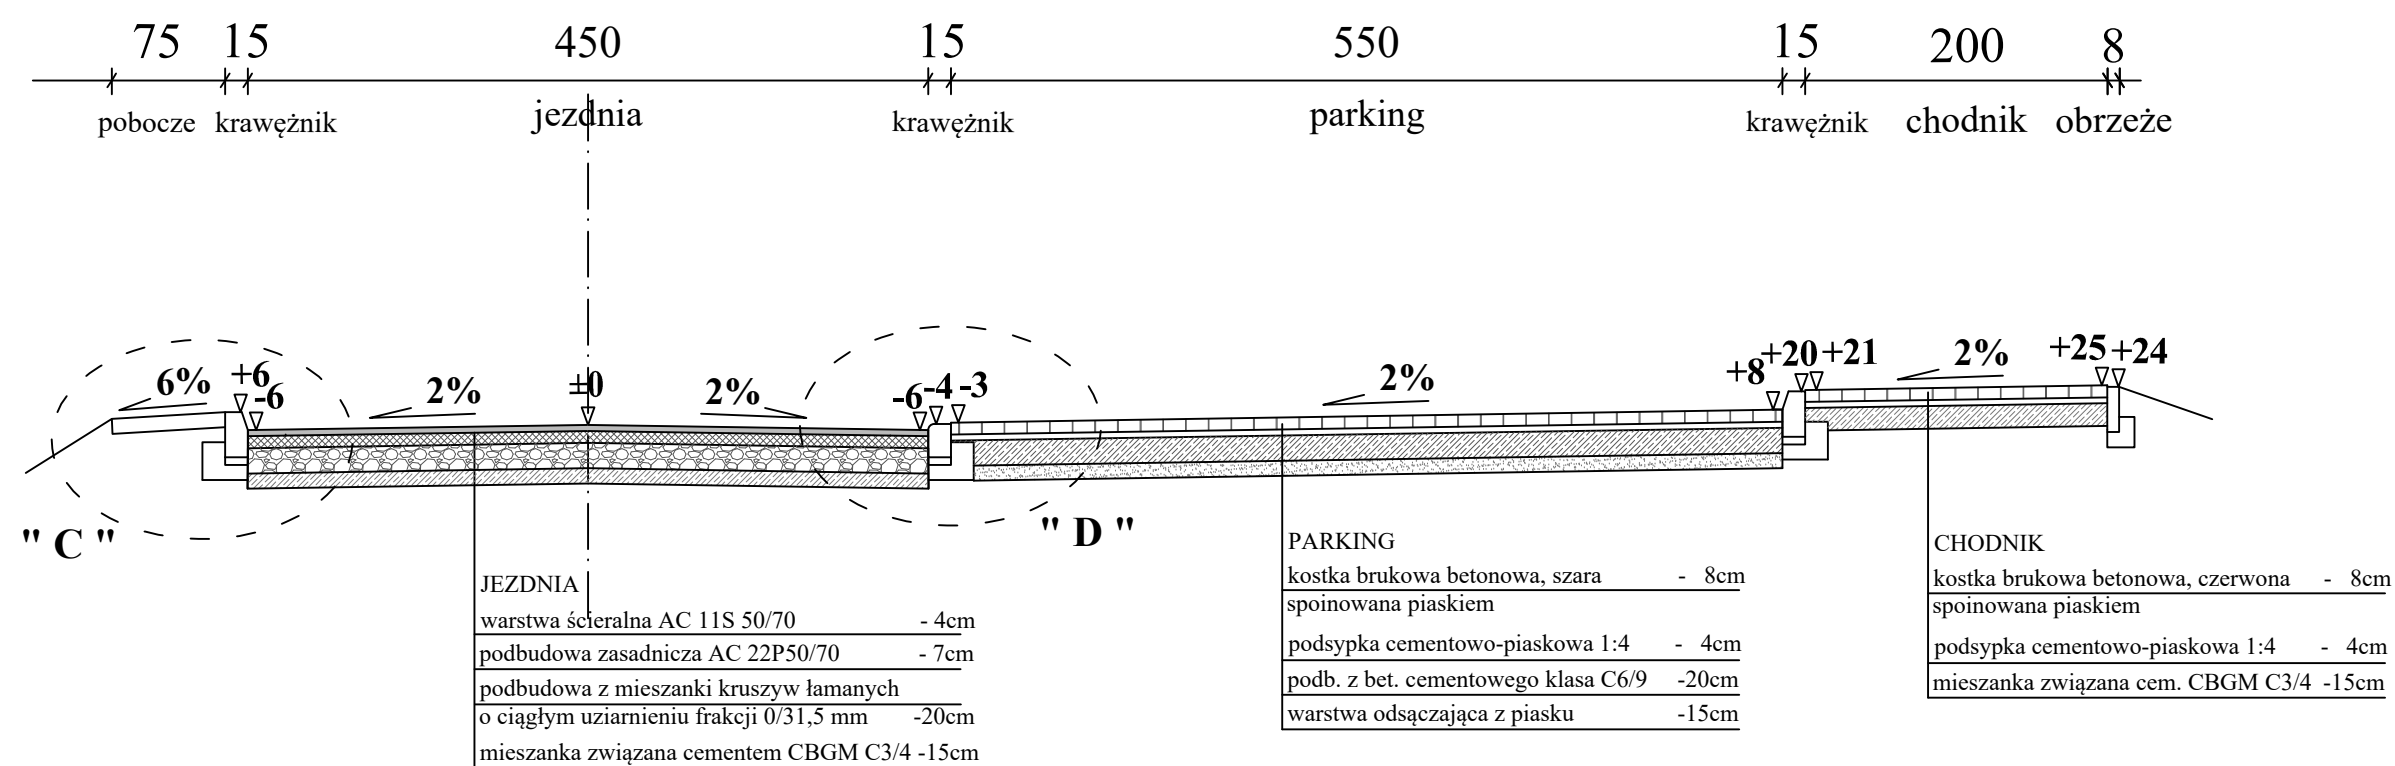 75 15 450 15 550 15 200 8
pobocze krawężnik jezdnia krawężnik parking krawężnik chodnik obrzeże
6% +6 -6 2% ±0 2% -6 -4 -3 2% +8 +20 +21 2% +25 +24
" C " " D "
JEZDNIA
warstwa ścieralna AC 11S 50/70 - 4cm
podbudowa zasadnicza AC 22P50/70 - 7cm
podbudowa z mieszanki kruszyw łamanych
o ciągłym uziarnieniu frakcji 0/31,5 mm -20cm
mieszanka związana cementem CBGM C3/4 -15cm
PARKING
kostka brukowa betonowa, szara - 8cm
spoinowana piaskiem
podsypka cementowo-piaskowa 1:4 - 4cm
podb. z bet. cementowego klasa C6/9 -20cm
warstwa odsączająca z piasku -15cm
CHODNIK
kostka brukowa betonowa, czerwona - 8cm
spoinowana piaskiem
podsypka cementowo-piaskowa 1:4 - 4cm
mieszanka związana cem. CBGM C3/4 -15cm